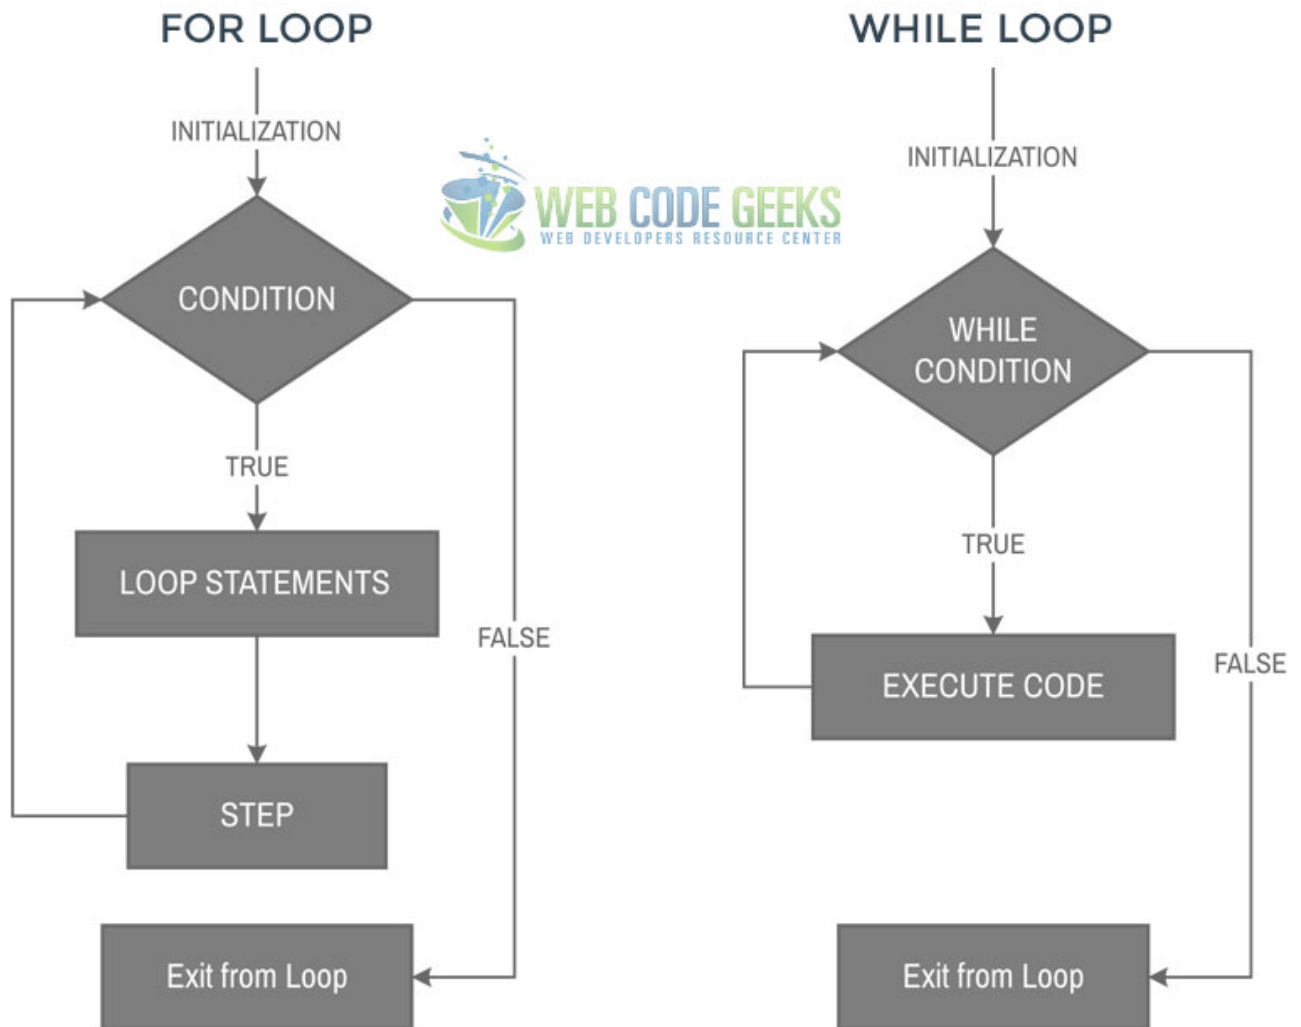 FOR LOOP
INITIALIZATION
CONDITION
TRUE
LOOP STATEMENTS
FALSE
STEP
Exit from Loop
WEB CODE GEEKS
WEB DEVELOPERS RESOURCE CENTER
WHILE LOOP
INITIALIZATION
WHILE
CONDITION
TRUE
EXECUTE CODE
FALSE
Exit from Loop